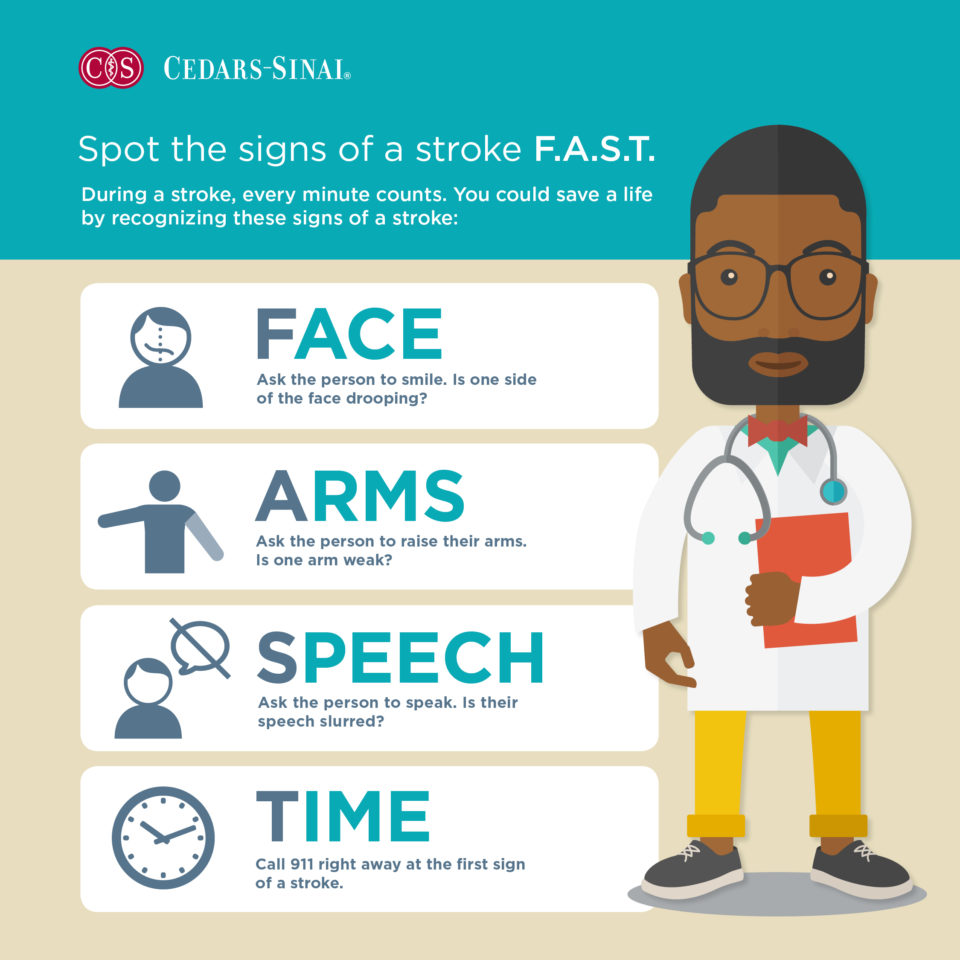 CS CEDARS-SINAI®
Spot the signs of a stroke F.A.S.T.
During a stroke, every minute counts. You could save a life
by recognizing these signs of a stroke:
FACE
Ask the person to smile. Is one side
of the face drooping?
ARMS
Ask the person to raise their arms.
Is one arm weak?
SPEECH
Ask the person to speak. Is their
speech slurred?
TIME
Call 911 right away at the first sign
of a stroke.